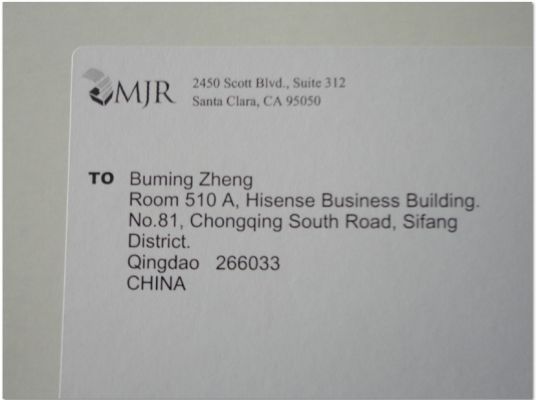 MJR
2450 Scott Blvd., Suite 312
Santa Clara, CA 95050
TO Buming Zheng
Room 510 A, Hisense Business Building.
No.81, Chongqing South Road, Sifang
District.
Qingdao 266033
CHINA